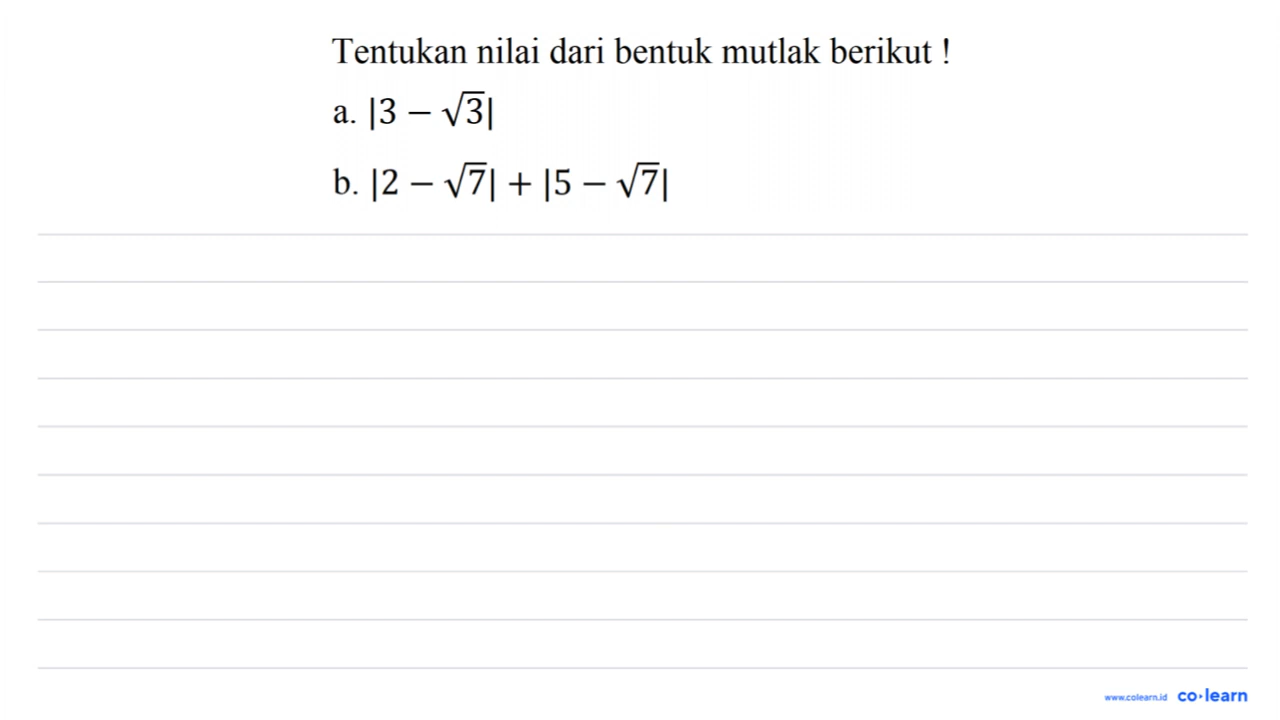 Tentukan nilai dari bentuk mutlak berikut !
a. |3 − √3|
b. |2 − √7| + |5 − √7|
www.colearn.id co·learn